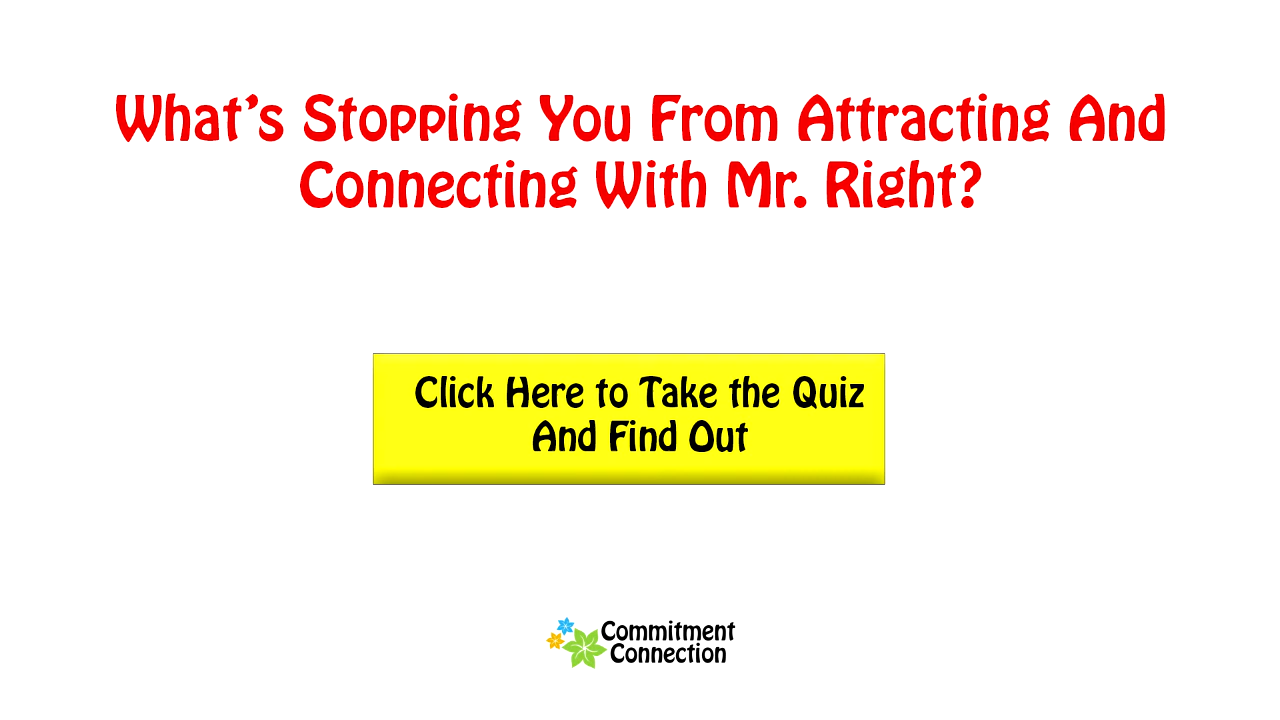 What's Stopping You From Attracting And
Connecting With Mr. Right?
Click Here to Take the Quiz
And Find Out
Commitment
Connection